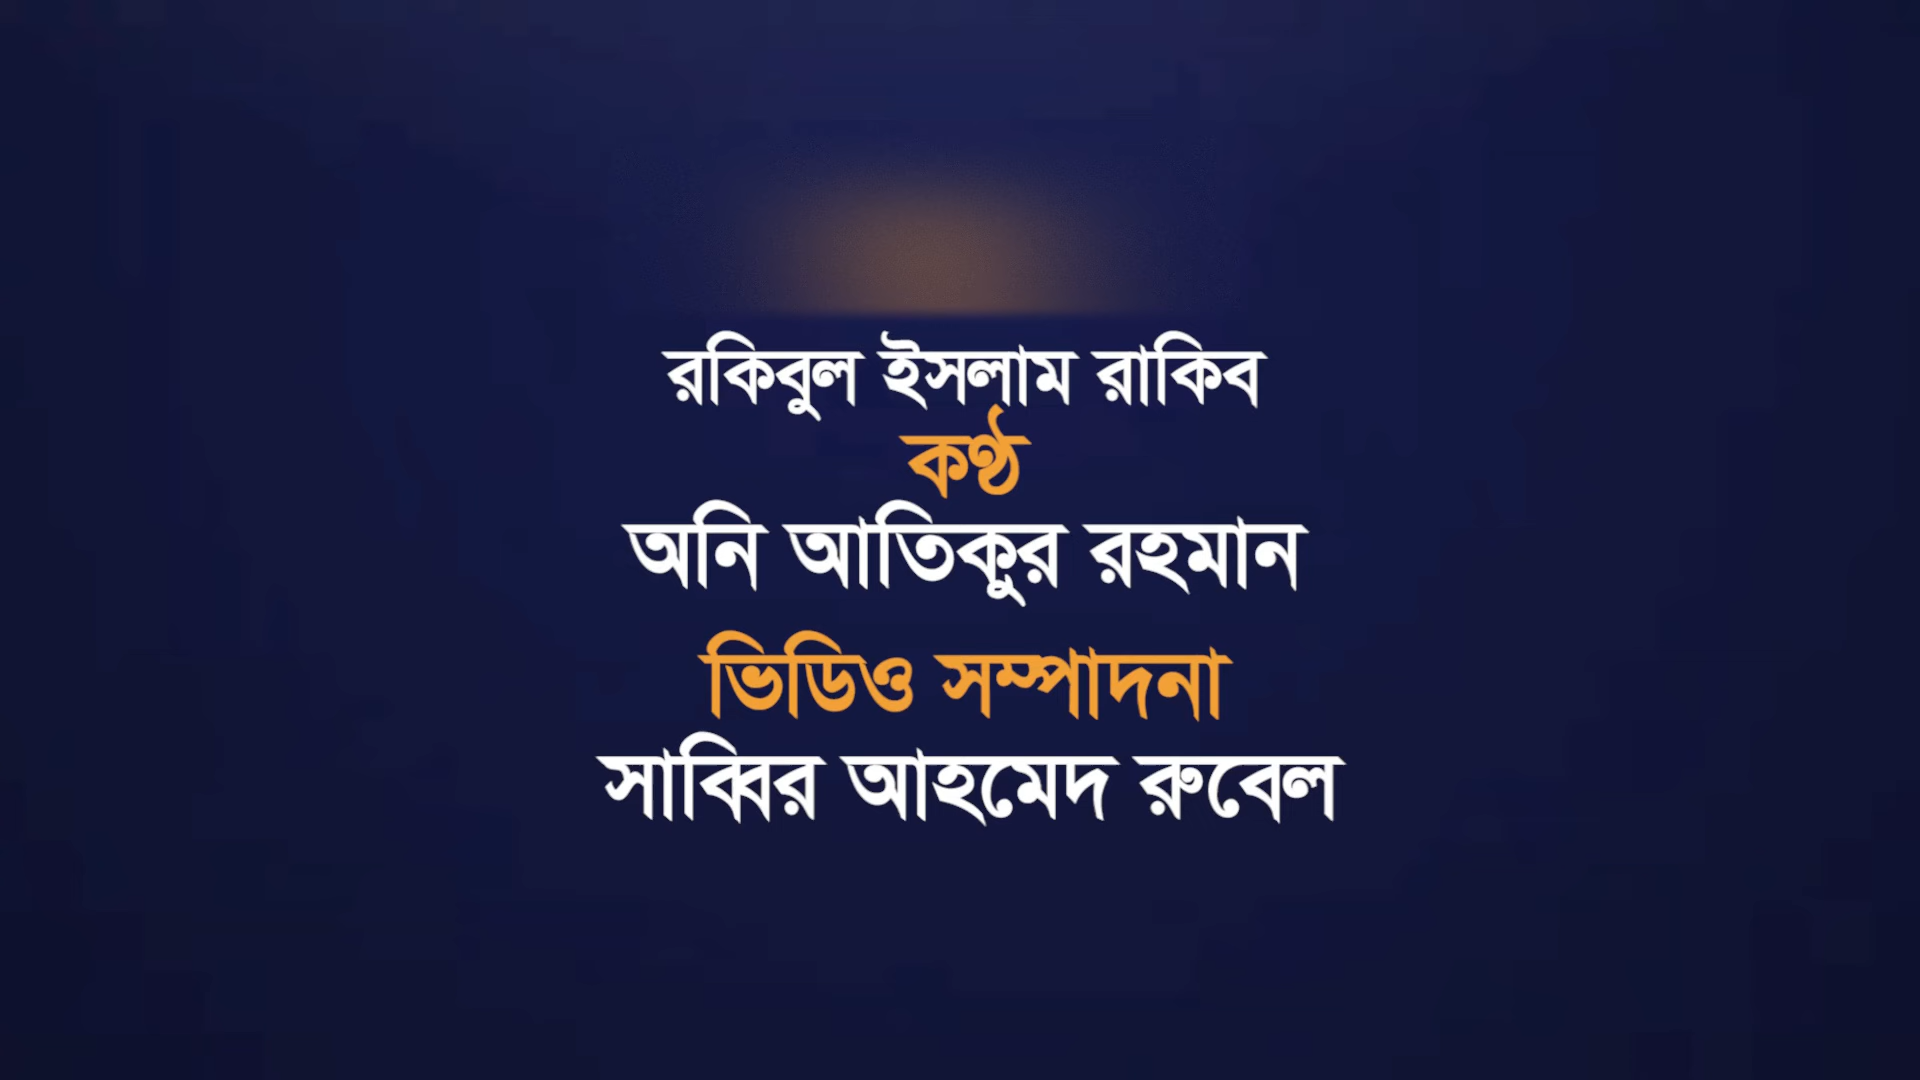 রকিবুল ইসলাম রাকিব
কণ্ঠ
অনি আতিকুর রহমান
ভিডিও সম্পাদনা
সাব্বির আহমেদ রুবেল